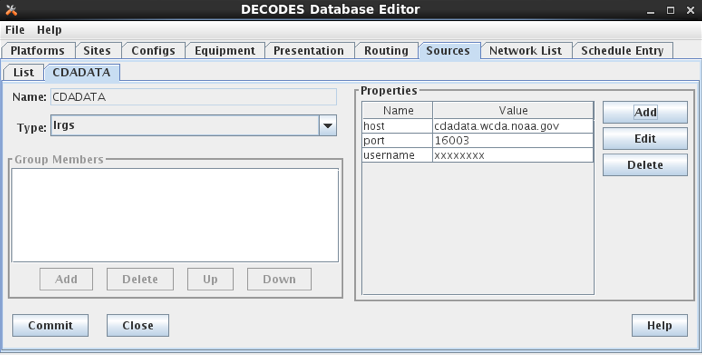 DECODES Database Editor
File Help
Platforms Sites Configs Equipment Presentation Routing Sources Network List Schedule Entry
List CDADATA
Name: CDADATA
Type: lrgs
Group Members
Add Delete Up Down
Properties
Name Value
host cdadata.wcda.noaa.gov
port 16003
username xxxxxxxx
Add
Edit
Delete
Commit Close Help